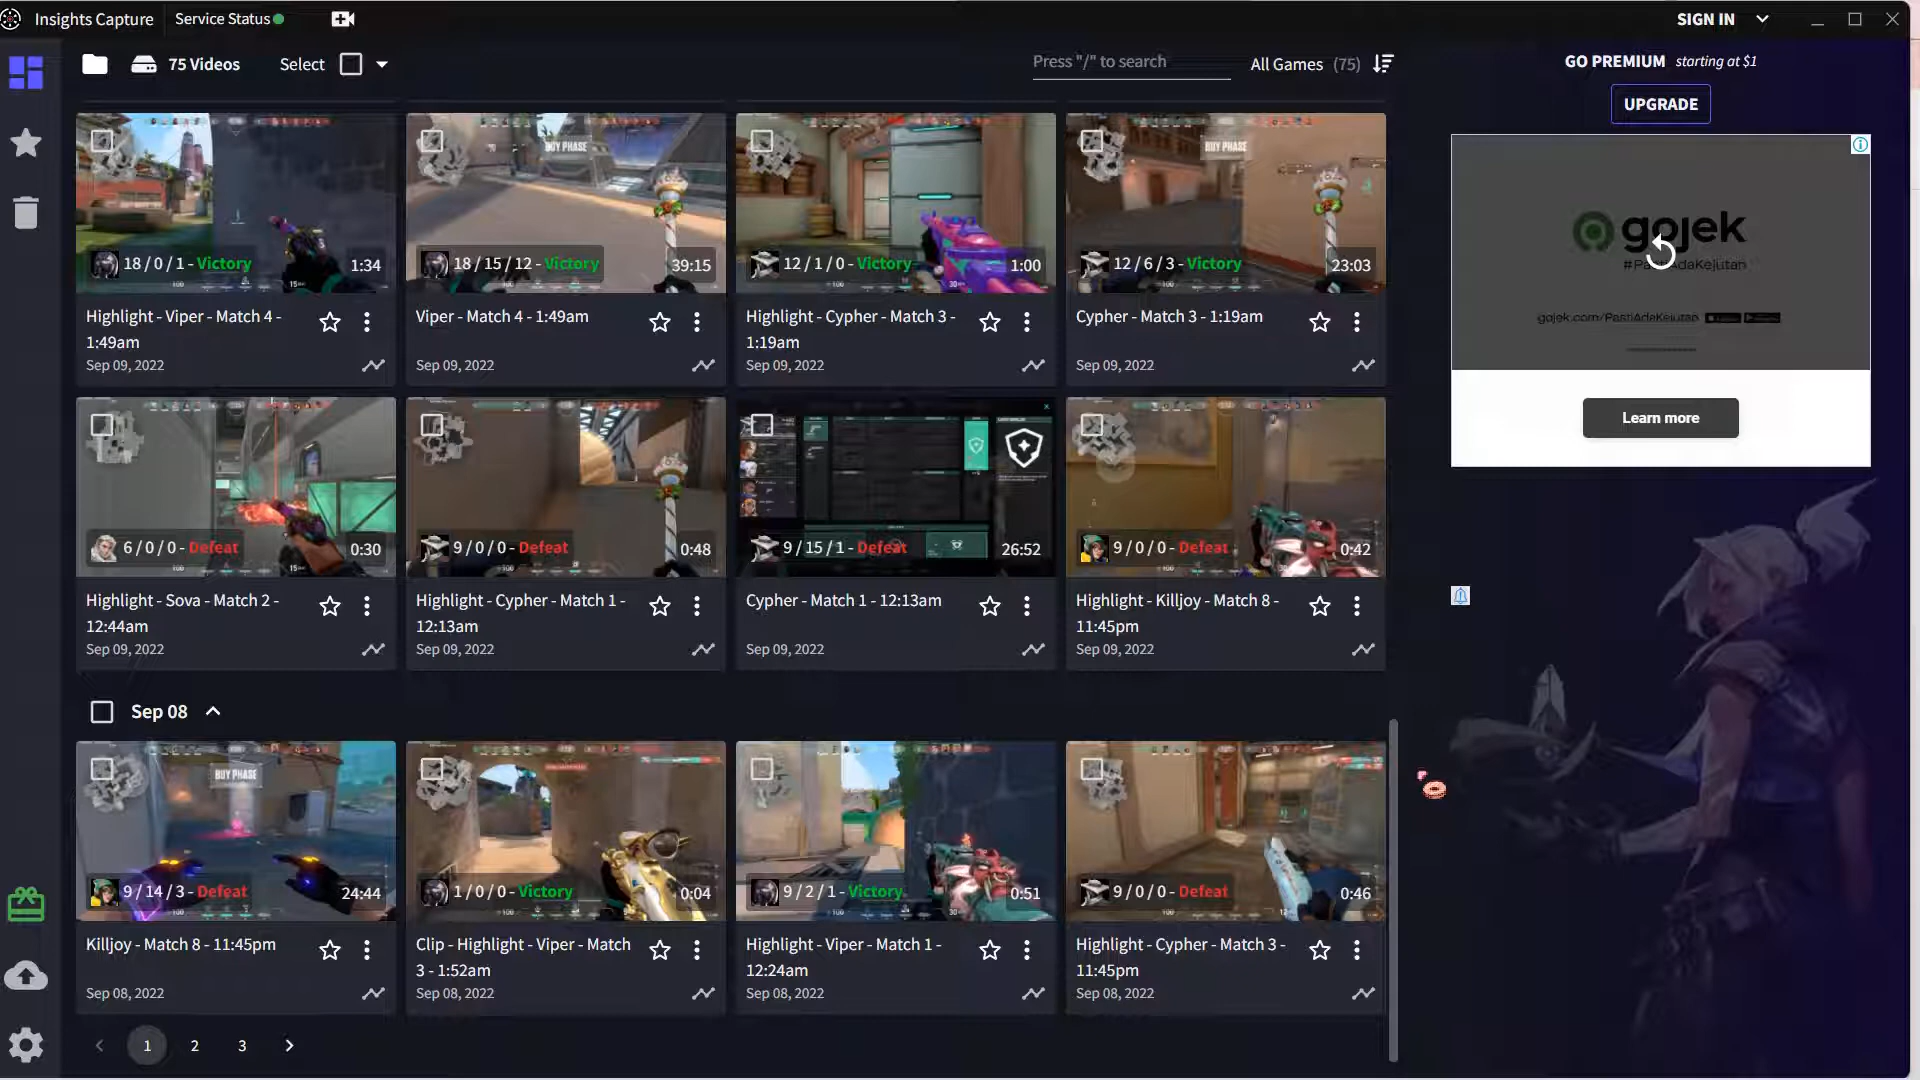 Insights Capture
Service Status
SIGN IN
75 Videos
Select
Press "/" to search
All Games (75)
GO PREMIUM starting at $1
UPGRADE
18 / 0 / 1 - Victory
1:34
Highlight - Viper - Match 4 -
1:49am
Sep 09, 2022
BUY PHASE
18 / 15 / 12 - Victory
39:15
Viper - Match 4 - 1:49am
Sep 09, 2022
12 / 1 / 0 - Victory
1:00
Highlight - Cypher - Match 3 -
1:19am
Sep 09, 2022
BUY PHASE
12 / 6 / 3 - Victory
23:03
Cypher - Match 3 - 1:19am
Sep 09, 2022
gojek
#PastiAdaKejutan
gojek.com/PastiAdaKejutan
Learn more
6 / 0 / 0 - Defeat
0:30
Highlight - Sova - Match 2 -
12:44am
Sep 09, 2022
9 / 0 / 0 - Defeat
0:48
Highlight - Cypher - Match 1 -
12:13am
Sep 09, 2022
9 / 15 / 1 - Defeat
26:52
Cypher - Match 1 - 12:13am
Sep 09, 2022
9 / 0 / 0 - Defeat
0:42
Highlight - Killjoy - Match 8 -
11:45pm
Sep 09, 2022
Sep 08
BUY PHASE
9 / 14 / 3 - Defeat
24:44
Killjoy - Match 8 - 11:45pm
Sep 08, 2022
1 / 0 / 0 - Victory
0:04
Clip - Highlight - Viper - Match
3 - 1:52am
Sep 08, 2022
9 / 2 / 1 - Victory
0:51
Highlight - Viper - Match 1 -
12:24am
Sep 08, 2022
9 / 0 / 0 - Defeat
0:46
Highlight - Cypher - Match 3 -
11:45pm
Sep 08, 2022
1 2 3